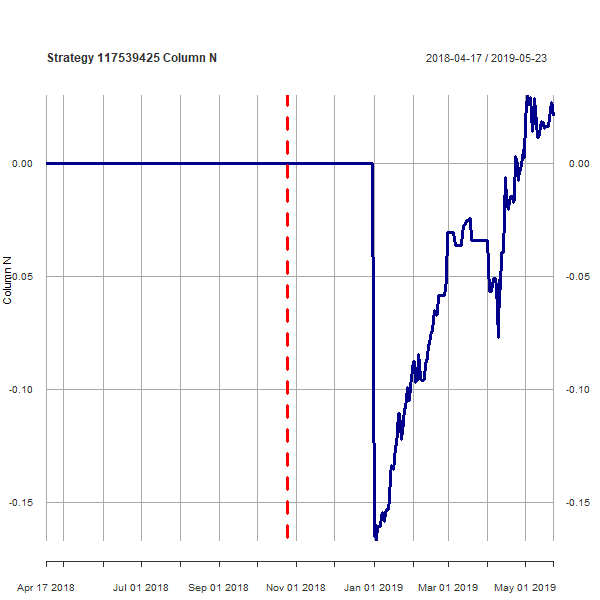 Strategy 117539425 Column N
2018-04-17 / 2019-05-23
0.00 0.00
-0.05 -0.05
Column N
-0.10 -0.10
-0.15 -0.15
Apr 17 2018 Jul 01 2018 Sep 01 2018 Nov 01 2018 Jan 01 2019 Mar 01 2019 May 01 2019